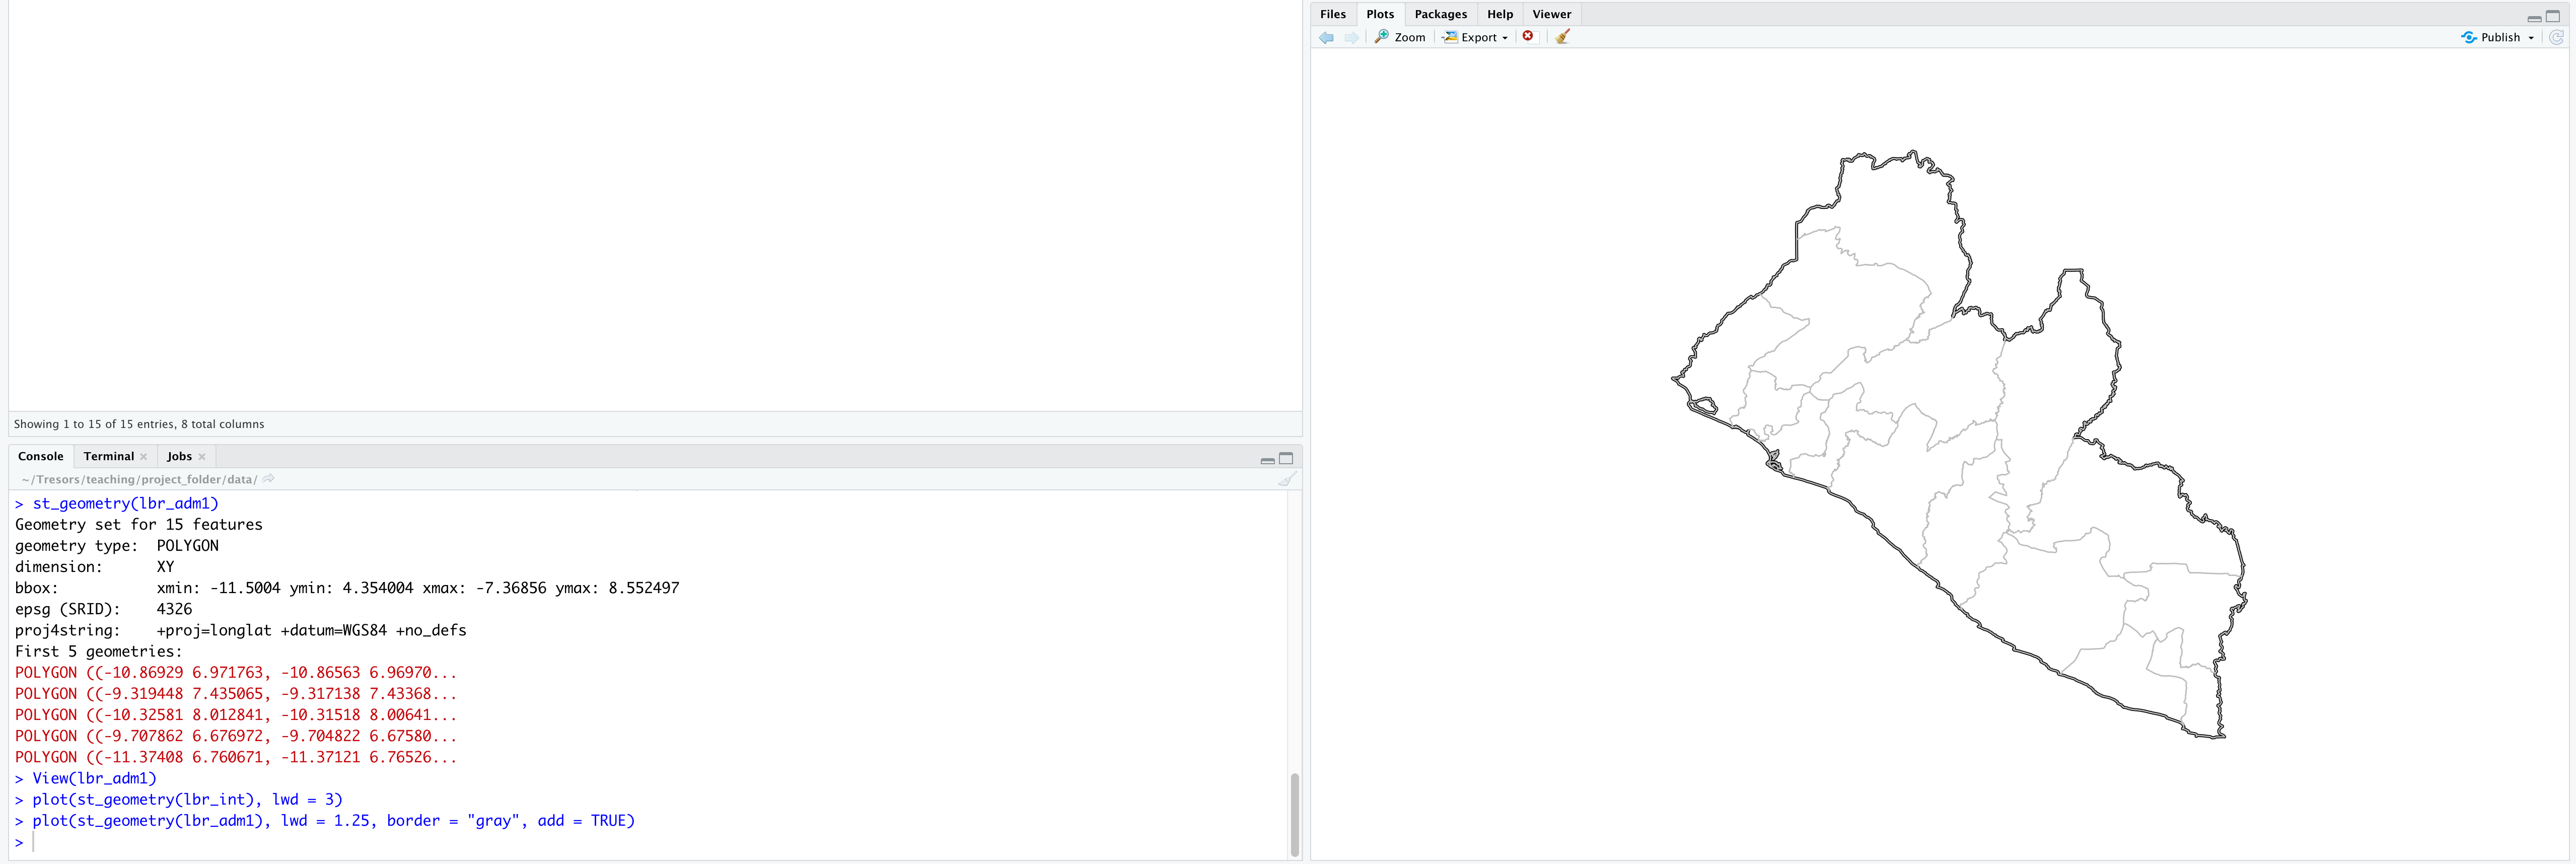 Showing 1 to 15 of 15 entries, 8 total columns
Console Terminal Jobs
~/Tresors/teaching/project_folder/data/
> st_geometry(lbr_adm1)
Geometry set for 15 features
geometry type:  POLYGON
dimension:      XY
bbox:           xmin: -11.5004 ymin: 4.354004 xmax: -7.36856 ymax: 8.552497
epsg (SRID):    4326
proj4string:    +proj=longlat +datum=WGS84 +no_defs
First 5 geometries:
POLYGON ((-10.86929 6.971763, -10.86563 6.96970...
POLYGON ((-9.319448 7.435065, -9.317138 7.43368...
POLYGON ((-10.32581 8.012841, -10.31518 8.00641...
POLYGON ((-9.707862 6.676972, -9.704822 6.67580...
POLYGON ((-11.37408 6.760671, -11.37121 6.76526...
> View(lbr_adm1)
> plot(st_geometry(lbr_int), lwd = 3)
> plot(st_geometry(lbr_adm1), lwd = 1.25, border = "gray", add = TRUE)
>
Files Plots Packages Help Viewer
Zoom Export Publish